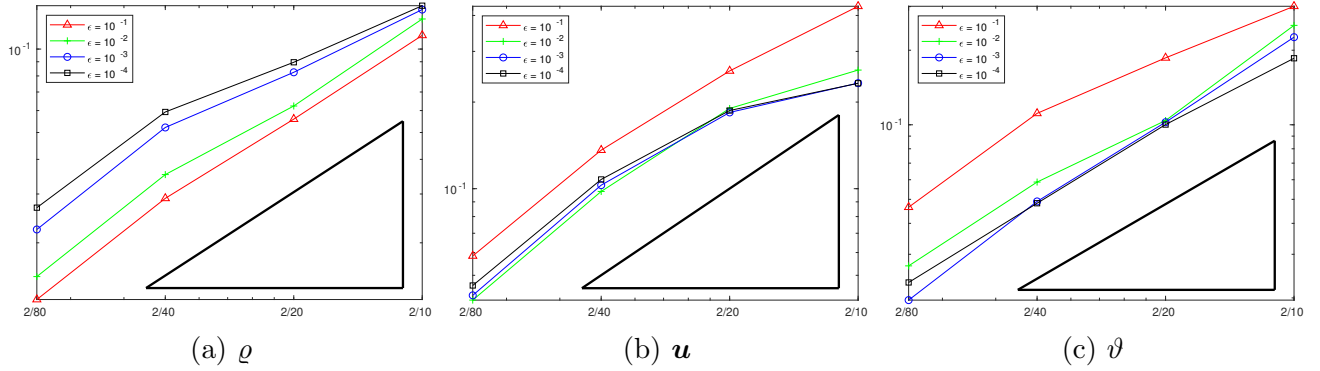 ϵ = 10 -1
ϵ = 10 -2
ϵ = 10 -3
ϵ = 10 -4
10 -1
2/80
2/40
2/20
2/10
(a) ϱ
ϵ = 10 -1
ϵ = 10 -2
ϵ = 10 -3
ϵ = 10 -4
10 -1
2/80
2/40
2/20
2/10
(b) u
ϵ = 10 -1
ϵ = 10 -2
ϵ = 10 -3
ϵ = 10 -4
10 -1
2/80
2/40
2/20
2/10
(c) ϑ